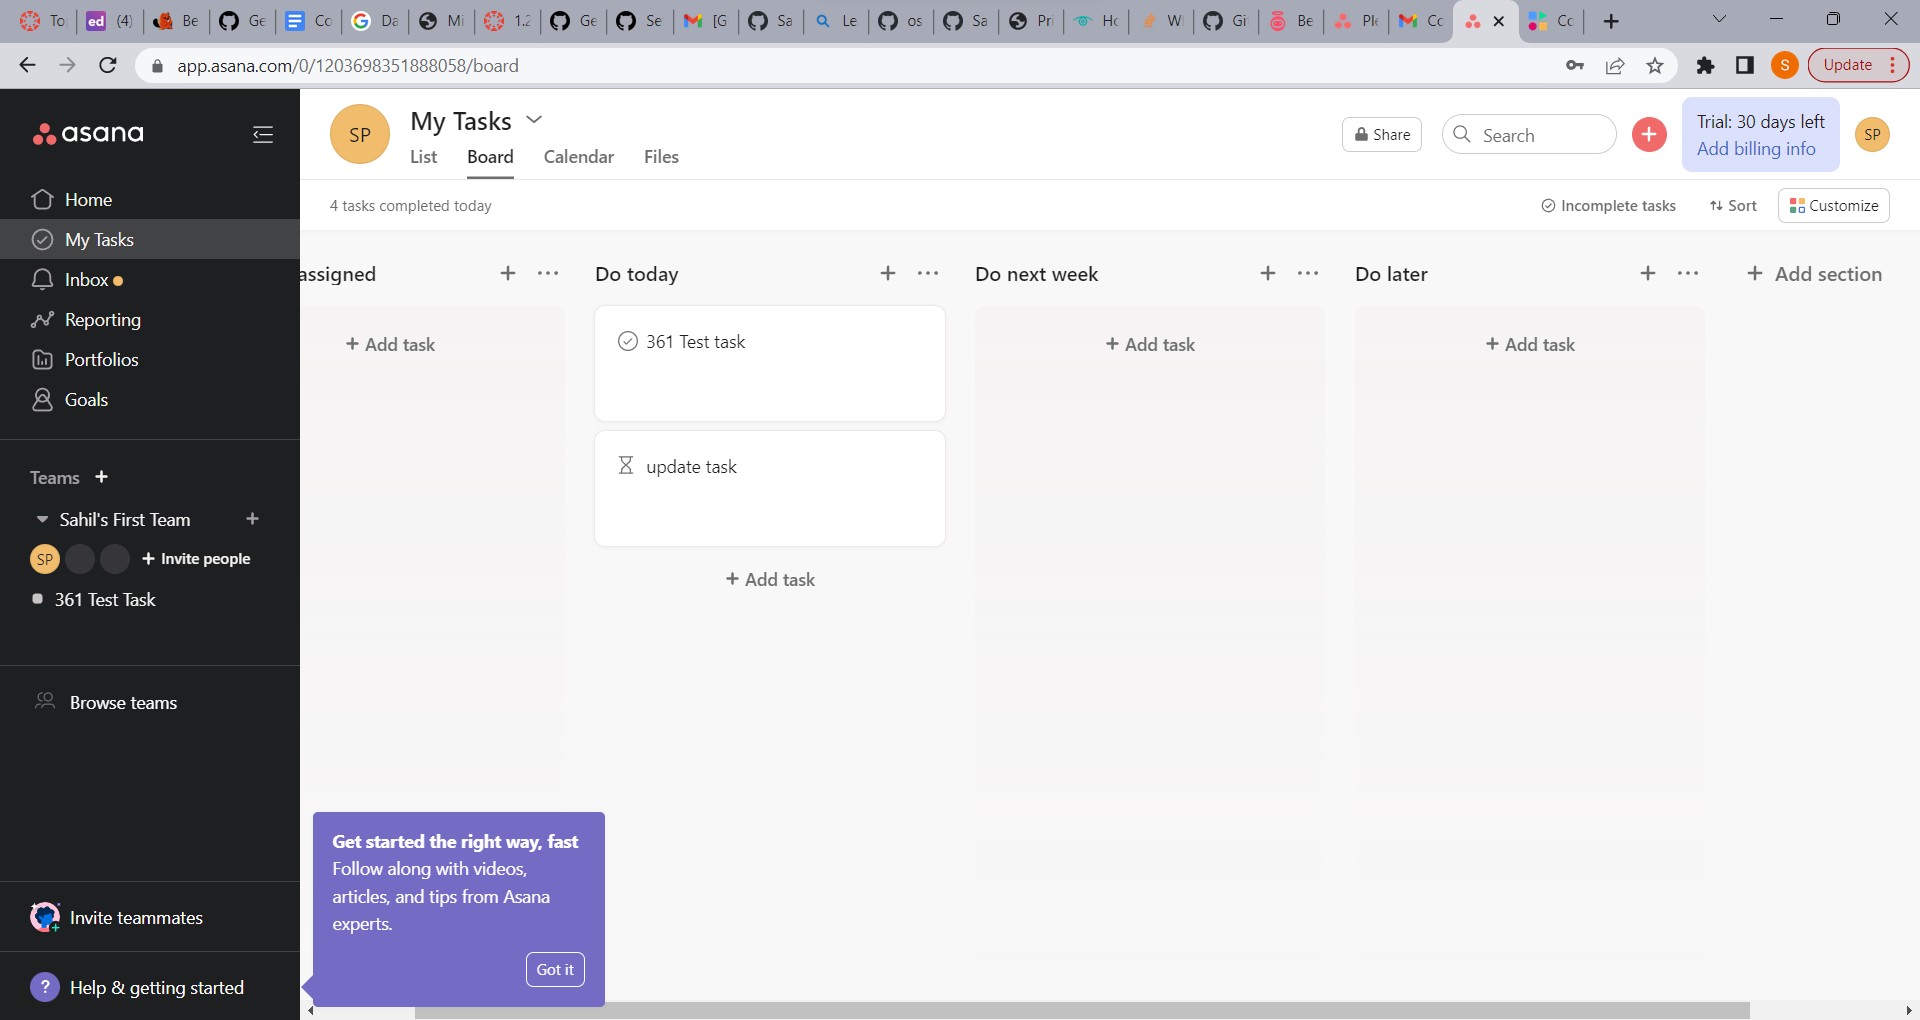 To
ed (4)
Be
Ge
Co
Da
Mi
1.2
Ge
Se
[G
Sa
Le
os
Sa
Pri
Ho
Wl
Gi
Be
Ple
Co
Co
app.asana.com/0/1203698351888058/board
S
Update
asana
Home
My Tasks
Inbox
Reporting
Portfolios
Goals
Teams +
Sahil's First Team +
SP + Invite people
361 Test Task
Browse teams
Invite teammates
? Help & getting started
SP
My Tasks
List Board Calendar Files
Share
Search
Trial: 30 days left
Add billing info
SP
4 tasks completed today
Incomplete tasks
Sort
Customize
assigned + ...
+ Add task
Do today + ...
361 Test task
update task
+ Add task
Do next week + ...
+ Add task
Do later + ...
+ Add task
+ Add section
Get started the right way, fast
Follow along with videos,
articles, and tips from Asana
experts.
Got it